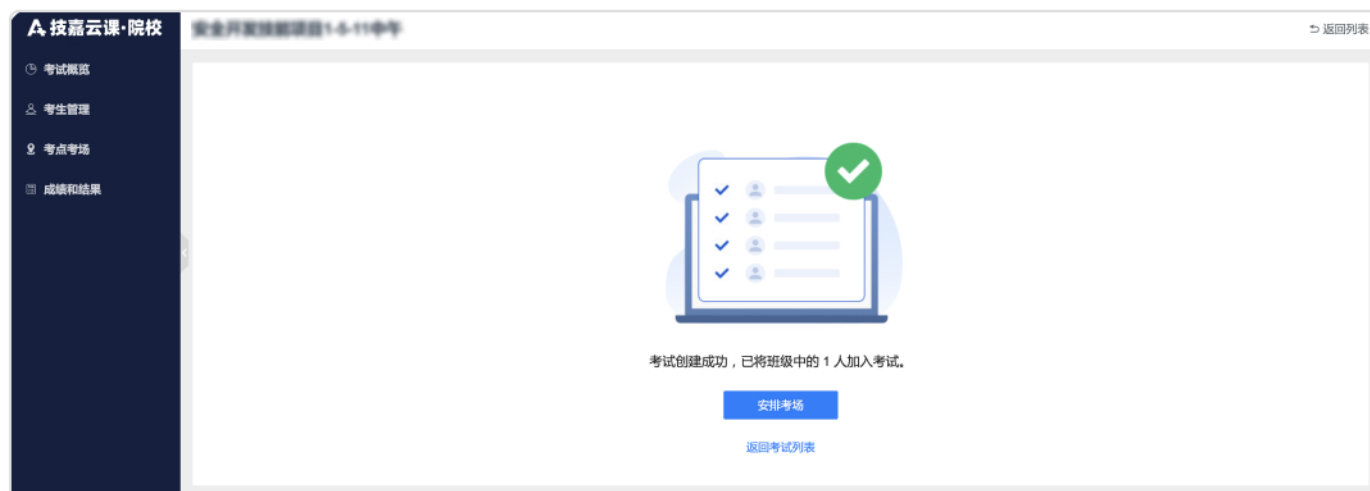 技嘉云课·院校
返回列表
考试概览
考生管理
考点考场
成绩和结果
考试创建成功，已将班级中的 1 人加入考试。
安排考场
返回考试列表